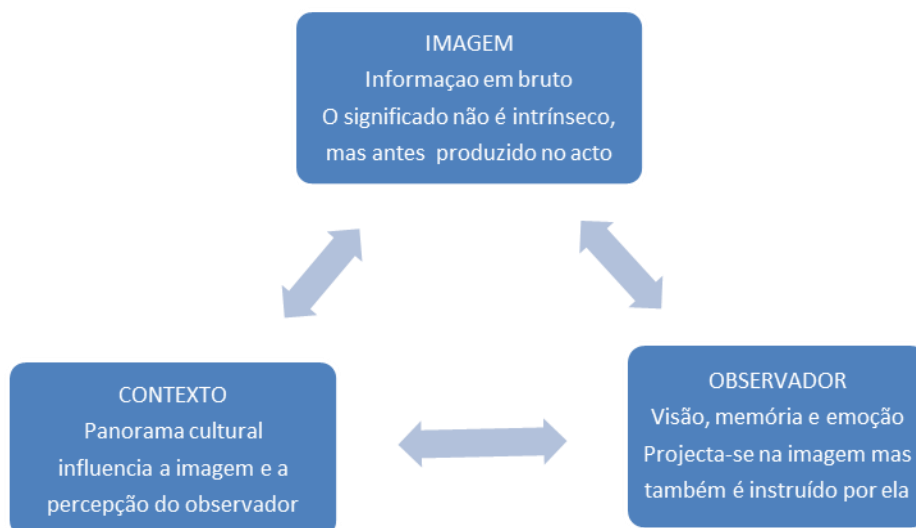 IMAGEM
Informaçao em bruto
O significado não é intrínseco,
mas antes produzido no acto
CONTEXTO
Panorama cultural
influencia a imagem e a
percepção do observador
OBSERVADOR
Visão, memória e emoção
Projecta-se na imagem mas
também é instruído por ela